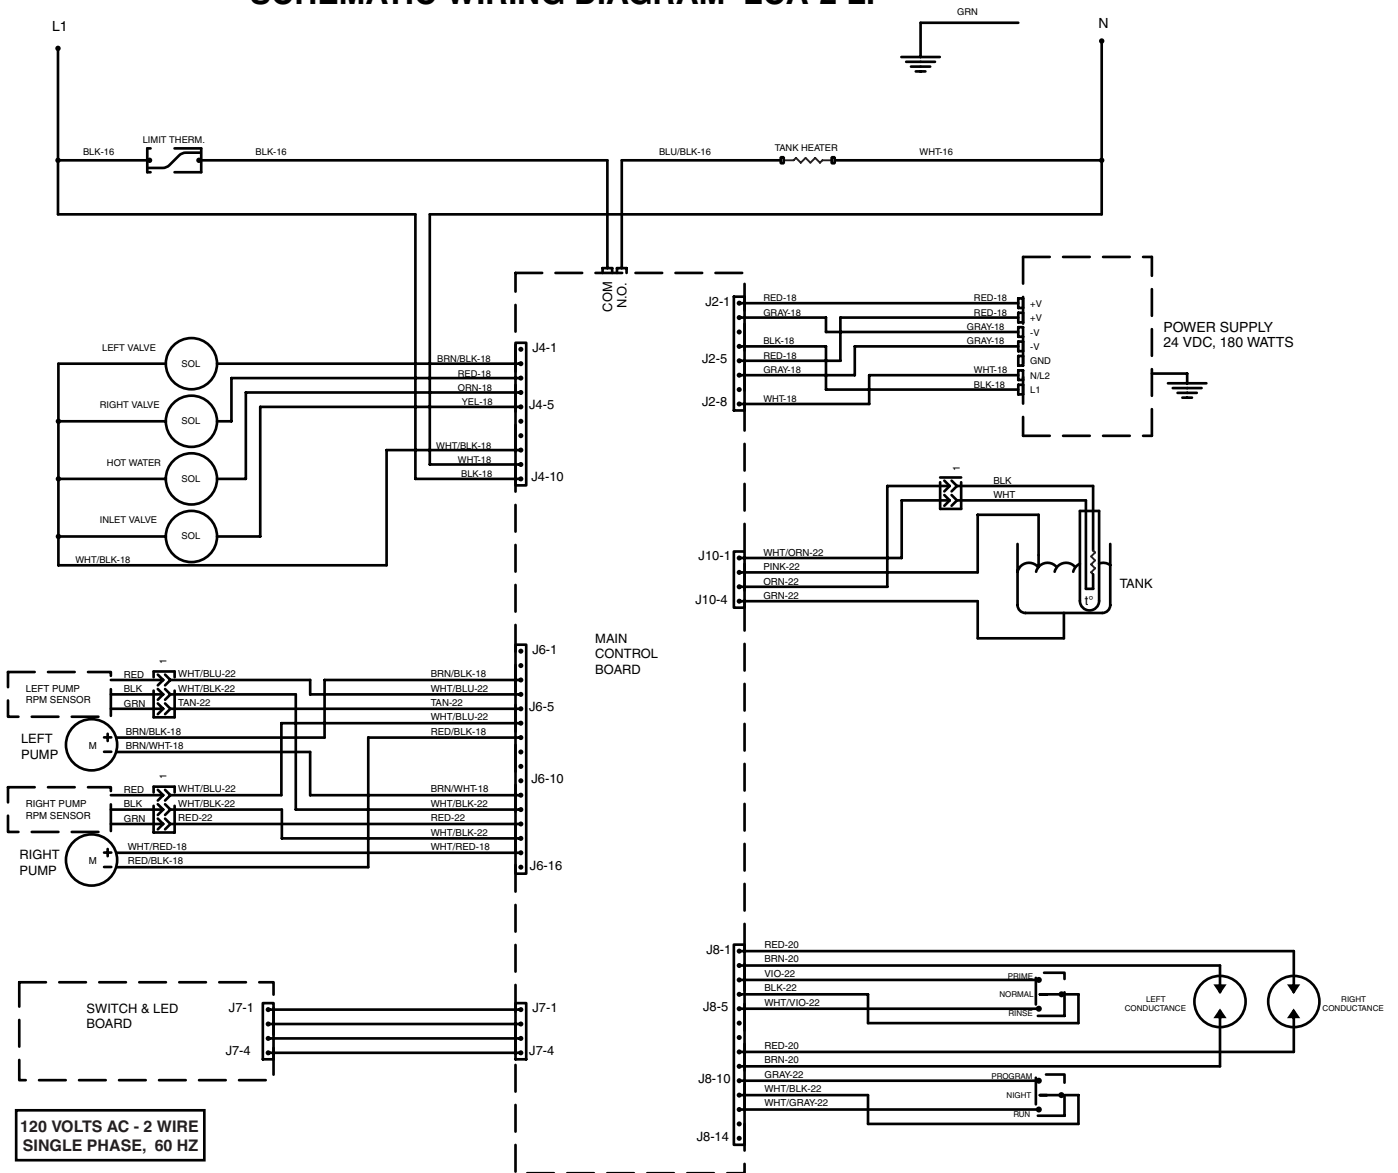 GRN
L1
N
LIMIT THERM.
BLK-16
BLK-16
BLU/BLK-16
TANK HEATER
WHT-16
COM
N.O.
LEFT VALVE
SOL
RIGHT VALVE
SOL
HOT WATER
SOL
INLET VALVE
SOL
WHT/BLK-18
BRN/BLK-18
RED-18
ORN-18
YEL-18
WHT/BLK-18
WHT-18
BLK-18
J4-1
J4-5
J4-10
J2-1
J2-5
J2-8
RED-18
GRAY-18
BLK-18
RED-18
GRAY-18
WHT-18
RED-18
RED-18
GRAY-18
GRAY-18
WHT-18
BLK-18
+V
+V
-V
-V
GND
N/L2
L1
POWER SUPPLY
24 VDC, 180 WATTS
1
BLK
WHT
J10-1
J10-4
WHT/ORN-22
PINK-22
ORN-22
GRN-22
t°
TANK
MAIN
CONTROL
BOARD
LEFT PUMP
RPM SENSOR
RED
BLK
GRN
1
WHT/BLU-22
WHT/BLK-22
TAN-22
LEFT
PUMP
M
+
-
BRN/BLK-18
BRN/WHT-18
RIGHT PUMP
RPM SENSOR
RED
BLK
GRN
1
WHT/BLU-22
WHT/BLK-22
RED-22
RIGHT
PUMP
M
+
-
WHT/RED-18
RED/BLK-18
BRN/BLK-18
WHT/BLU-22
TAN-22
WHT/BLU-22
RED/BLK-18
BRN/WHT-18
WHT/BLK-22
RED-22
WHT/BLK-22
WHT/RED-18
J6-1
J6-5
J6-10
J6-16
SWITCH & LED
BOARD
J7-1
J7-4
J7-1
J7-4
J8-1
J8-5
J8-10
J8-14
RED-20
BRN-20
VIO-22
BLK-22
WHT/VIO-22
RED-20
BRN-20
GRAY-22
WHT/BLK-22
WHT/GRAY-22
PRIME
NORMAL
RINSE
PROGRAM
NIGHT
RUN
LEFT
CONDUCTANCE
RIGHT
CONDUCTANCE
120 VOLTS AC - 2 WIRE
SINGLE PHASE, 60 HZ